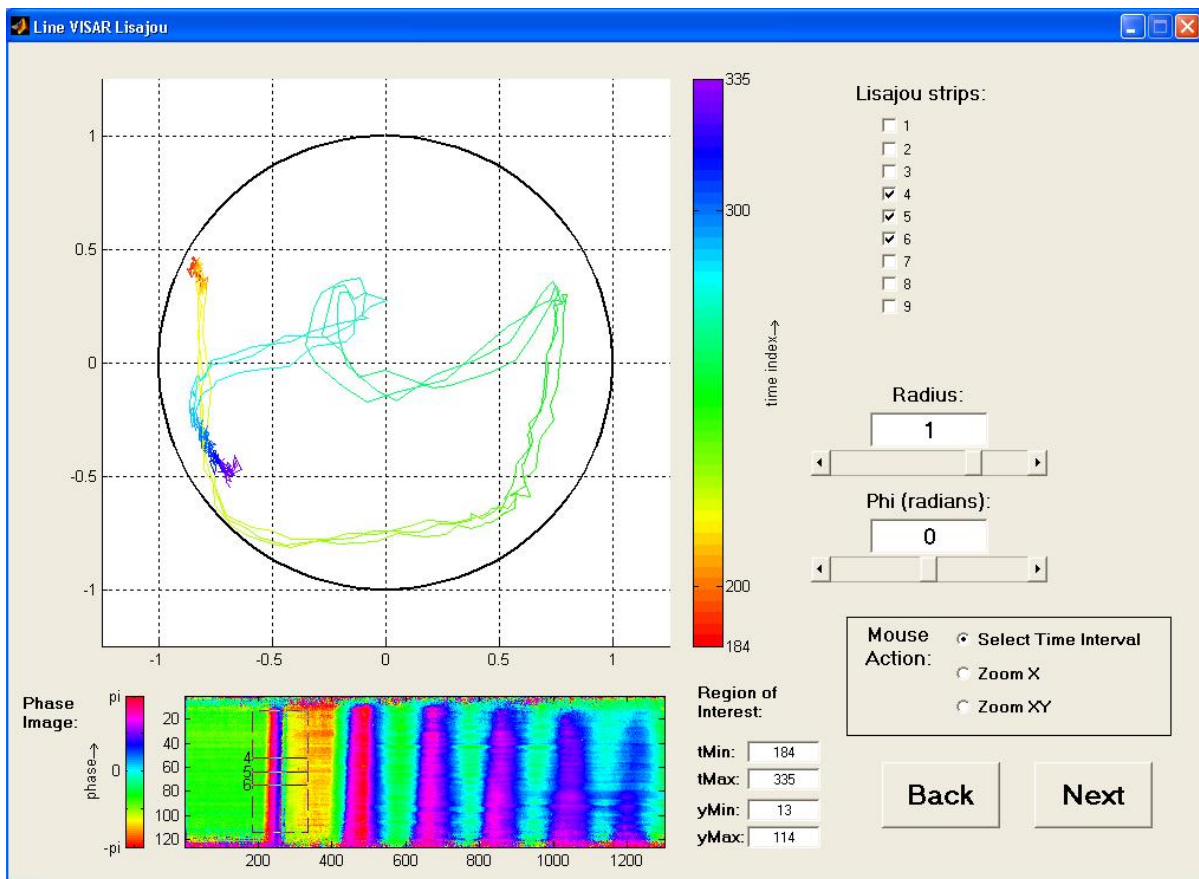 Line VISAR Lisajou
1
0.5
0
-0.5
-1
-1
-0.5
0
0.5
1
335
300
200
184
time index-->
Lisajou strips:
1
2
3
4
5
6
7
8
9
Radius:
1
Phi (radians):
0
Mouse Action:
Select Time Interval
Zoom X
Zoom XY
Phase Image:
pi
0
-pi
phase-->
20
40
60
80
100
120
4
5
6
200
400
600
800
1000
1200
Region of Interest:
tMin: 184
tMax: 335
yMin: 13
yMax: 114
Back
Next